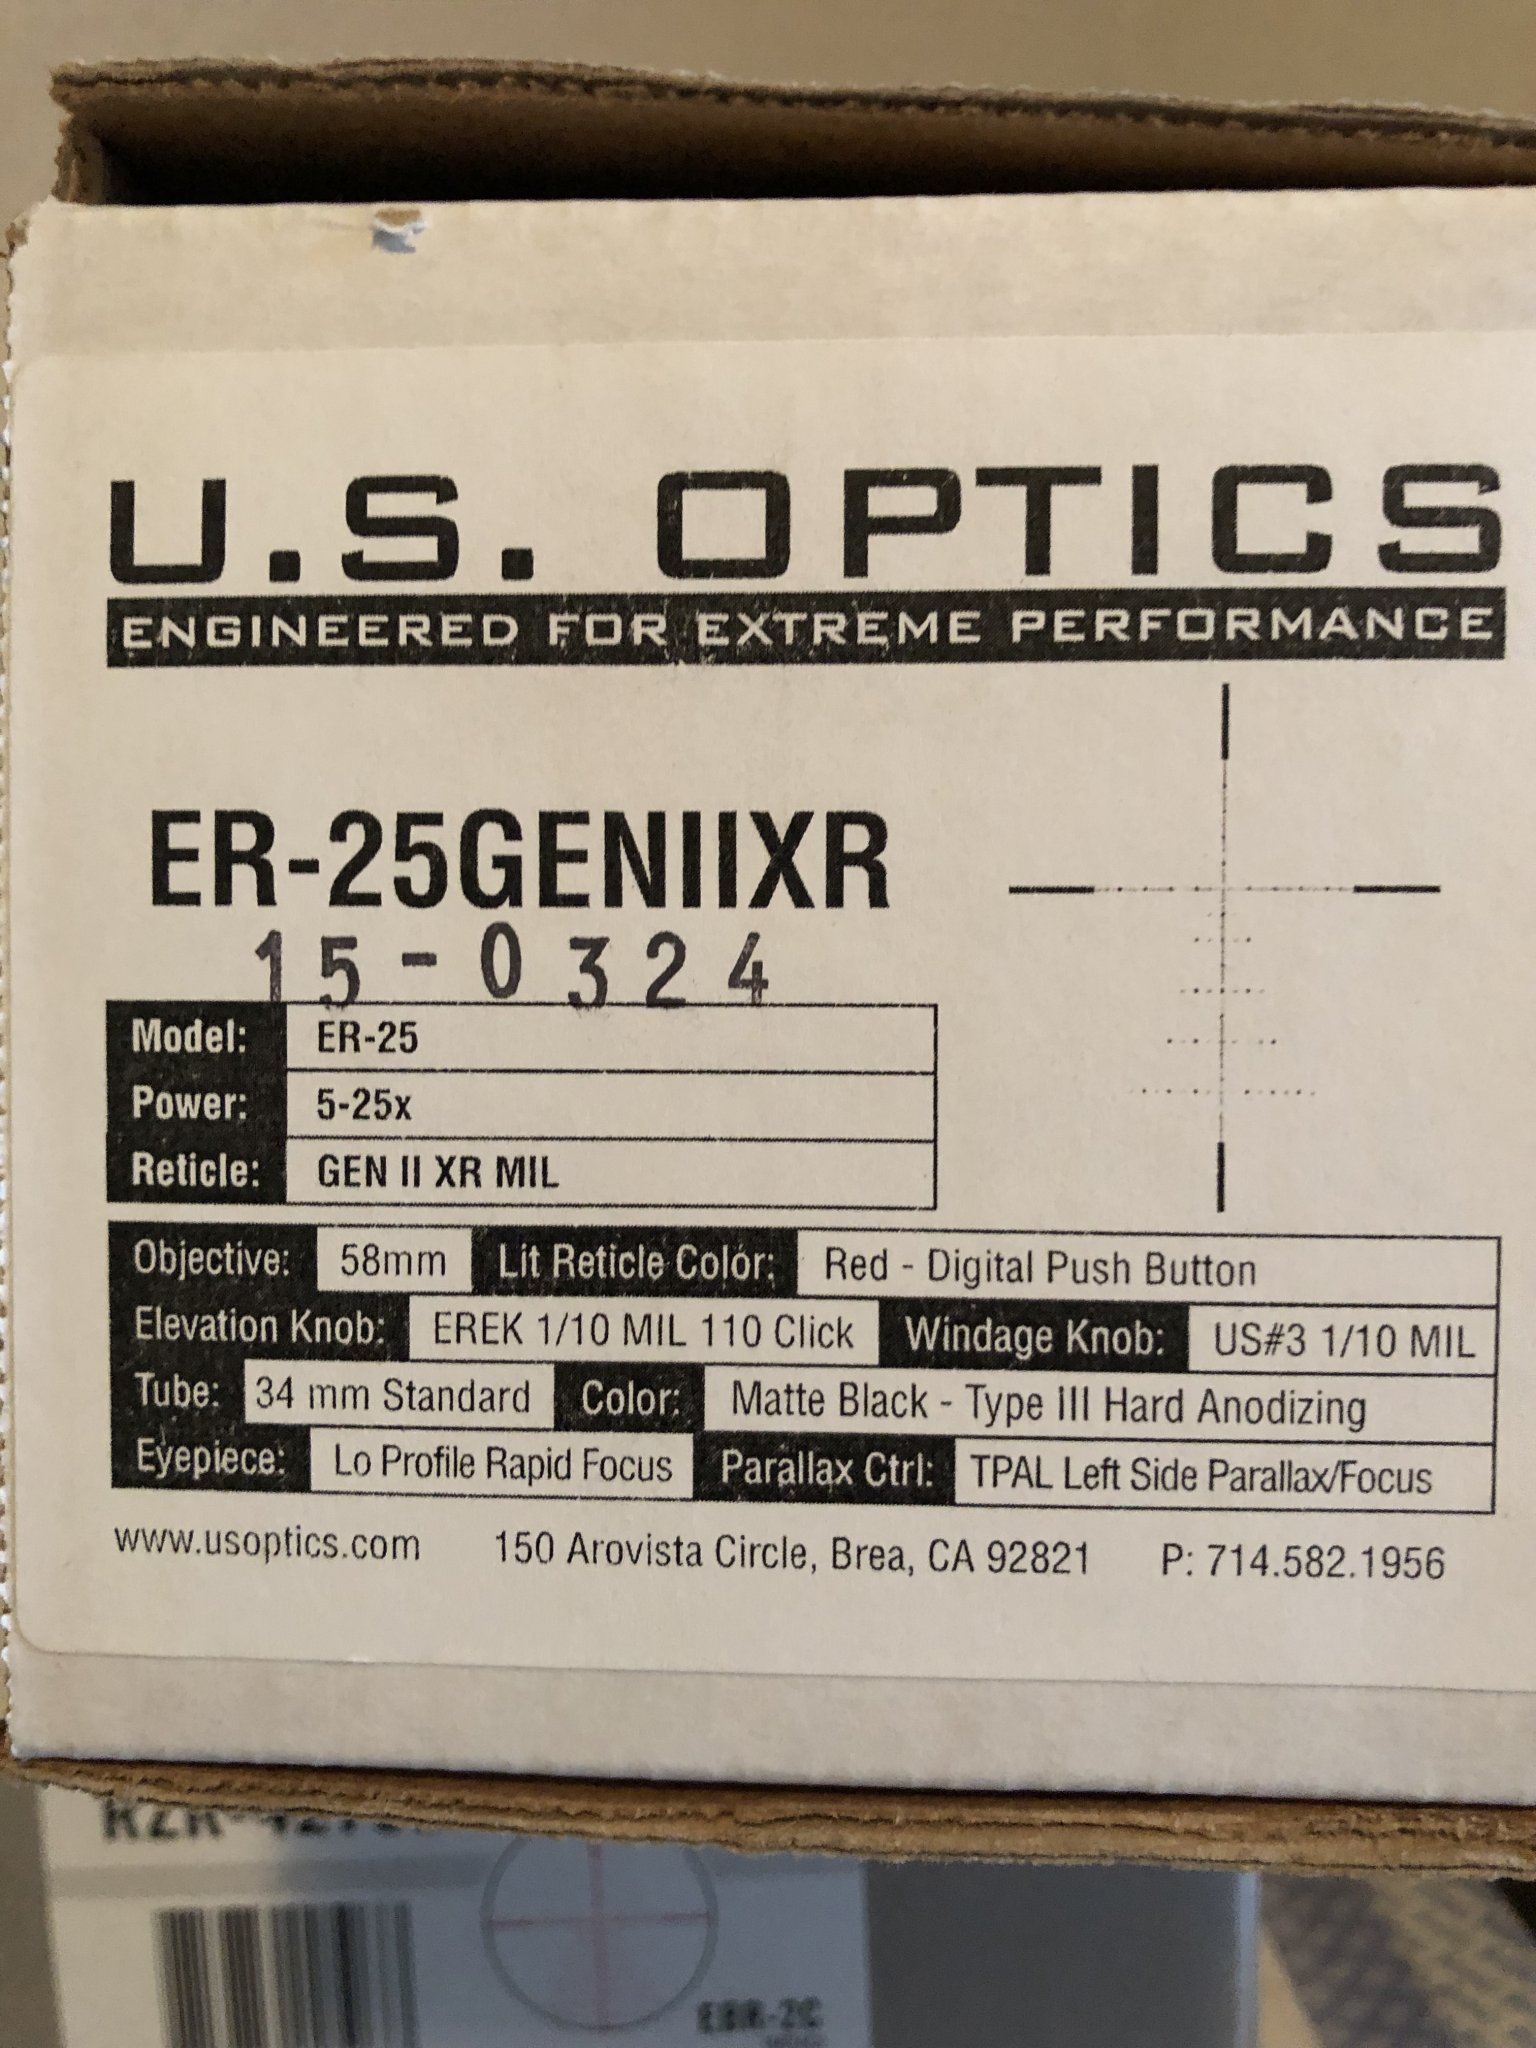 U.S. OPTICS
ENGINEERED FOR EXTREME PERFORMANCE
ER-25GENIIXR
15-0324
Model: ER-25
Power: 5-25x
Reticle: GEN II XR MIL
Objective: 58mm Lit Reticle Color: Red - Digital Push Button
Elevation Knob: EREK 1/10 MIL 110 Click Windage Knob: US#3 1/10 MIL
Tube: 34 mm Standard Color: Matte Black - Type III Hard Anodizing
Eyepiece: Lo Profile Rapid Focus Parallax Ctrl: TPAL Left Side Parallax/Focus
www.usoptics.com 150 Arovista Circle, Brea, CA 92821 P: 714.582.1956
EBR-2C